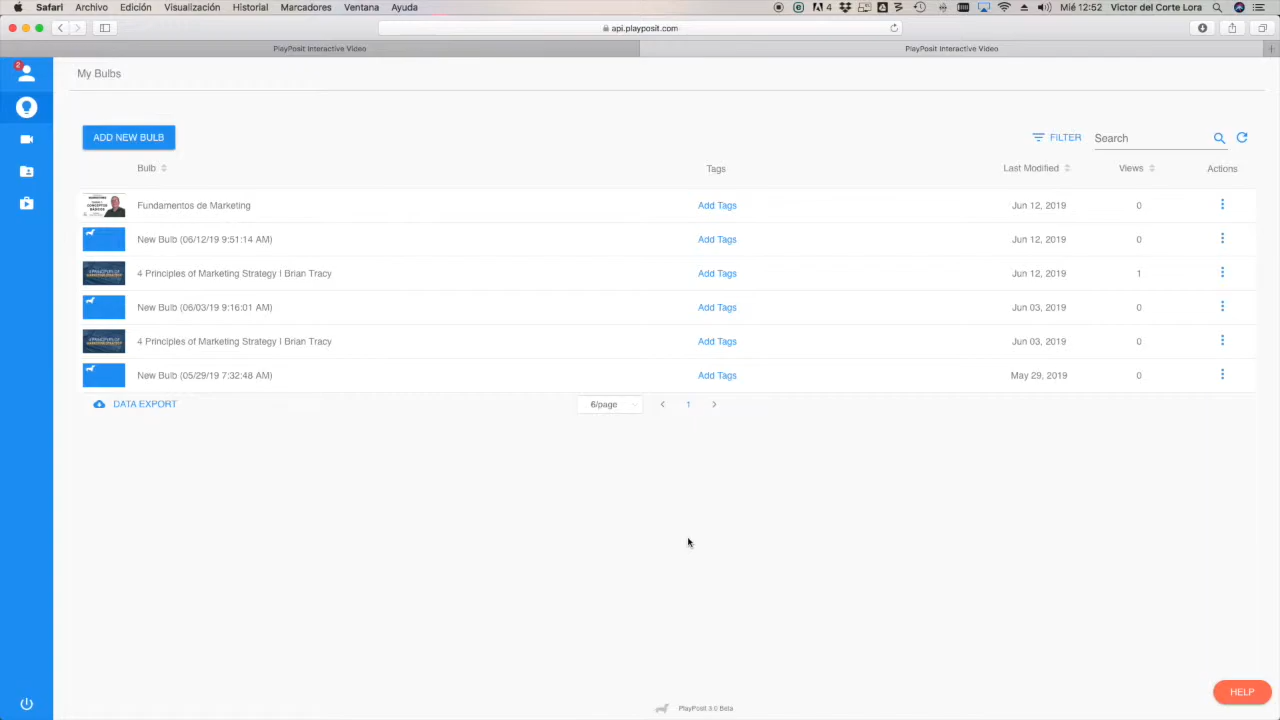 Safari Archivo Edición Visualización Historial Marcadores Ventana Ayuda
4
Mié 12:52 Víctor del Corte Lora
api.playposit.com
PlayPosit Interactive Video PlayPosit Interactive Video
2
My Bulbs
ADD NEW BULB FILTER Search
Bulb Tags Last Modified Views Actions
MARKETING
CONCEPTOS
BÁSICOS
Fundamentos de Marketing Add Tags Jun 12, 2019 0
New Bulb (06/12/19 9:51:14 AM) Add Tags Jun 12, 2019 0
4 Principles of Marketing Strategy | Brian Tracy Add Tags Jun 12, 2019 1
New Bulb (06/03/19 9:16:01 AM) Add Tags Jun 03, 2019 0
4 Principles of Marketing Strategy | Brian Tracy Add Tags Jun 03, 2019 0
New Bulb (05/29/19 7:32:48 AM) Add Tags May 29, 2019 0
DATA EXPORT 6/page 1
HELP
PlayPosit 3.0 Beta